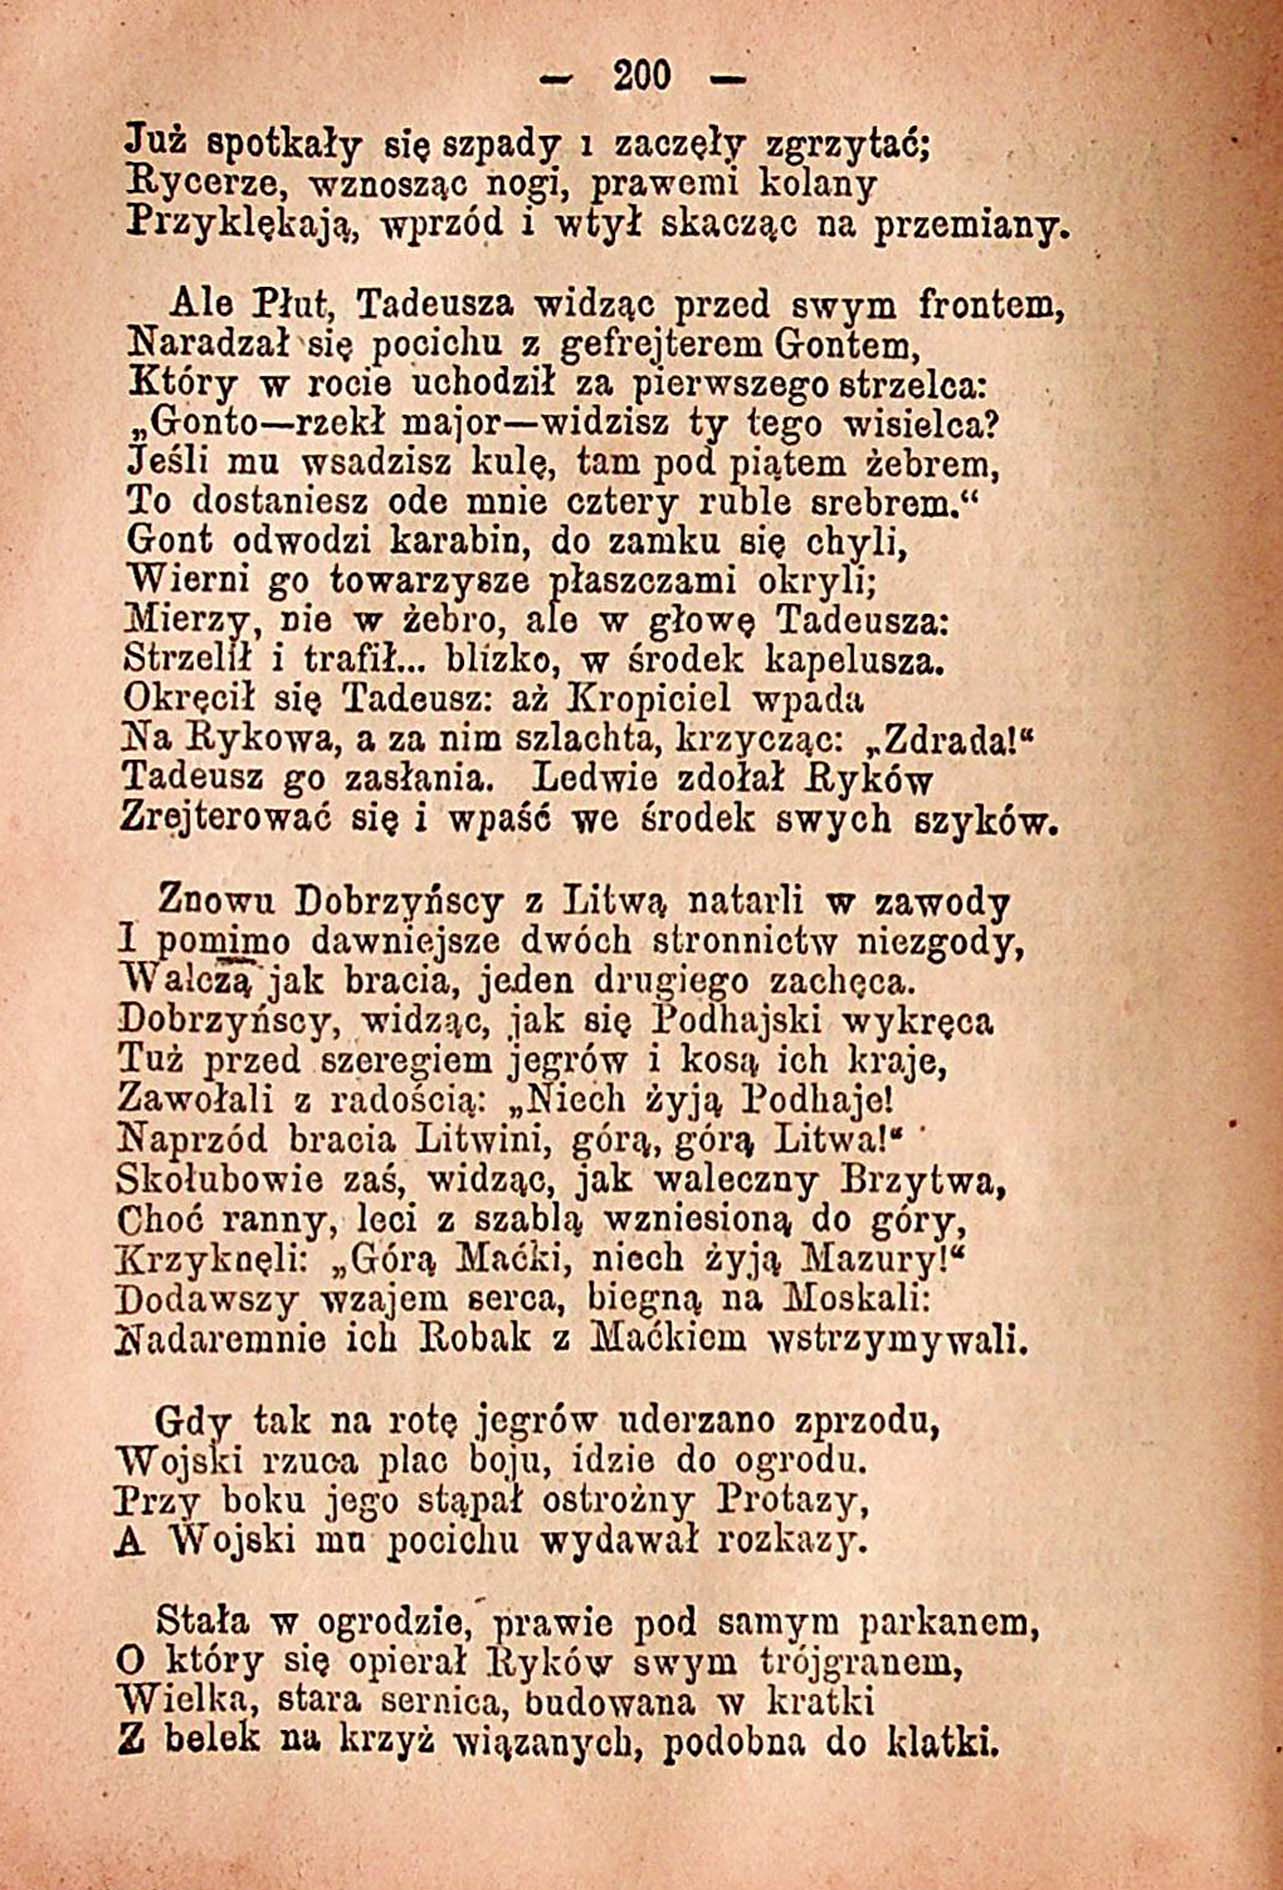 — 200 —
Już spotkały się szpady i zaczęły zgrzytać;
Rycerze, wznosząc nogi, prawemi kolany
Przyklękają, wprzód i wtył skacząc na przemiany.
Ale Płut, Tadeusza widząc przed swym frontem,
Naradzał się pocichu z gefrejterem Gontem,
Który w rocie uchodził za pierwszego strzelca:
„Gonto—rzekł major—widzisz ty tego wisielca?
Jeśli mu wsadzisz kulę, tam pod piątem żebrem,
To dostaniesz ode mnie cztery ruble srebrem.“
Gont odwodzi karabin, do zamku się chyli,
Wierni go towarzysze płaszczami okryli;
Mierzy, nie w żebro, ale w głowę Tadeusza:
Strzelił i trafił... blizko, w środek kapelusza.
Okręcił się Tadeusz: aż Kropiciel wpada
Na Rykowa, a za nim szlachta, krzycząc: „Zdrada!“
Tadeusz go zasłania. Ledwie zdołał Ryków
Zrejterować się i wpaść we środek swych szyków.
Znowu Dobrzyńscy z Litwą natarli w zawody
I pomimo dawniejsze dwóch stronnictw niezgody,
Walczą jak bracia, jeden drugiego zachęca.
Dobrzyńscy, widząc, jak się Podhajski wykręca
Tuż przed szeregiem jegrów i kosą ich kraje,
Zawołali z radością: „Niech żyją Podhaje!
Naprzód bracia Litwini, górą, górą Litwa!“
Skołubowie zaś, widząc, jak waleczny Brzytwa,
Choć ranny, leci z szablą wzniesioną do góry,
Krzyknęli: „Górą Maćki, niech żyją Mazury!“
Dodawszy wzajem serca, biegną na Moskali:
Nadaremnie ich Robak z Maćkiem wstrzymywali.
Gdy tak na rotę jegrów uderzano zprzodu,
Wojski rzuca plac boju, idzie do ogrodu.
Przy boku jego stąpał ostrożny Protazy,
A Wojski mu pocichu wydawał rozkazy.
Stała w ogrodzie, prawie pod samym parkanem,
O który się opierał Ryków swym trójgranem,
Wielka, stara sernica, budowana w kratki
Z belek na krzyż wiązanych, podobna do klatki.